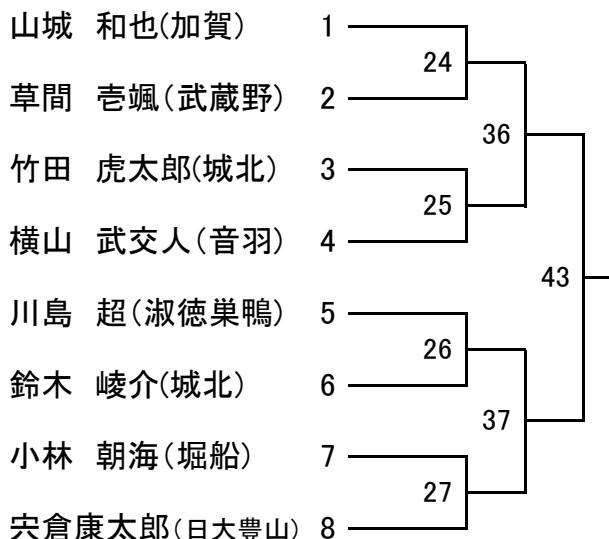 山城　和也(加賀)　1
24
草間　壱颯(武蔵野)　2
36
竹田　虎太郎(城北)　3
25
横山　武交人(音羽)　4
43
川島　超(淑徳巣鴨)　5
26
鈴木　崚介(城北)　6
37
小林　朝海(堀船)　7
27
宍倉康太郎(日大豊山)　8